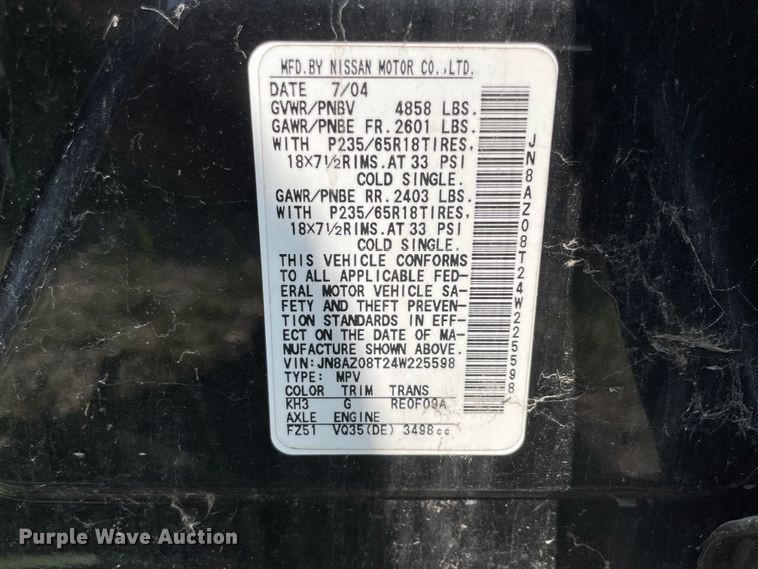 MFD.BY NISSAN MOTOR CO.,LTD.
DATE 7/04
GVWR/PNBV 4858 LBS.
GAWR/PNBE FR.2601 LBS.
WITH P235/65R18TIRES,
18X7½RIMS.AT 33 PSI
COLD SINGLE.
GAWR/PNBE RR.2403 LBS.
WITH P235/65R18TIRES,
18X7½RIMS.AT 33 PSI
COLD SINGLE.
THIS VEHICLE CONFORMS
TO ALL APPLICABLE FED-
ERAL MOTOR VEHICLE SA-
FETY AND THEFT PREVEN-
TION STANDARDS IN EFF-
ECT ON THE DATE OF MA-
NUFACTURE SHOWN ABOVE.
VIN:JN8AZ08T24W225598
TYPE: MPV
COLOR TRIM TRANS
KH3 G RE0F09A
AXLE ENGINE
FZ51 VQ35(DE) 3498cc
JN8AZ08T24W225598
Purple Wave Auction®